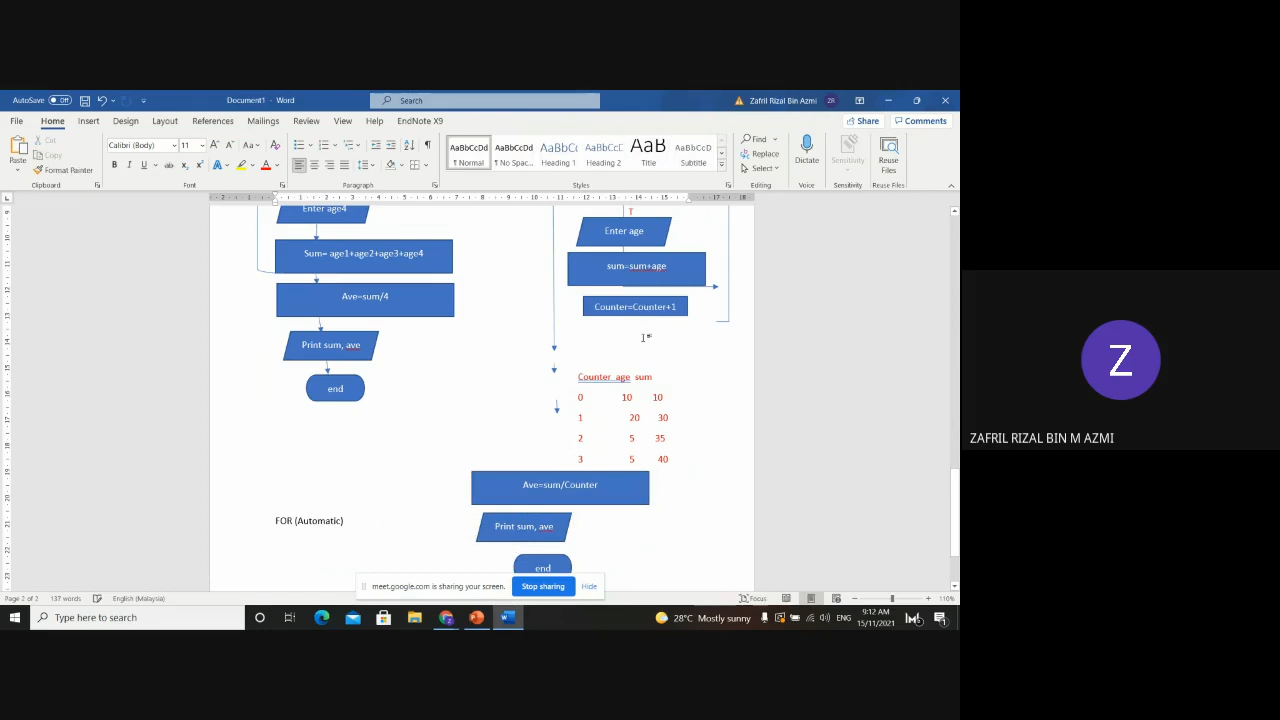 AutoSave Off
Document1 - Word
Search
Zafril Rizal Bin Azmi
ZR
File Home Insert Design Layout References Mailings Review View Help EndNote X9
Share Comments
Paste
Cut
Copy
Format Painter
Calibri (Body) 11
AaBbCcDd AaBbCcDd AaBbCc AaBbCcC AaB AaBbCcD
¶ Normal ¶ No Spac... Heading 1 Heading 2 Title Subtitle
Find
Replace
Select
Dictate
Sensitivity
Reuse Files
Clipboard Font Paragraph Styles Editing Voice Sensitivity Reuse Files
Enter age4
Sum= age1+age2+age3+age4
Ave=sum/4
Print sum, ave
end
T
Enter age
sum=sum+age
Counter=Counter+1
Counter age sum
0 10 10
1 20 30
2 5 35
3 5 40
Ave=sum/Counter
Print sum, ave
end
FOR (Automatic)
meet.google.com is sharing your screen. Stop sharing Hide
Page 2 of 2 137 words English (Malaysia) Focus 110%
Type here to search
28°C Mostly sunny
ENG
9:12 AM
15/11/2021
Z
ZAFRIL RIZAL BIN M AZMI